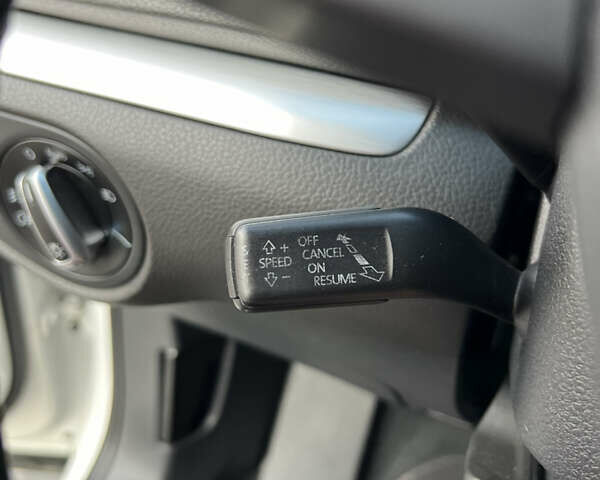 +
SPEED
−
OFF
CANCEL
ON
RESUME